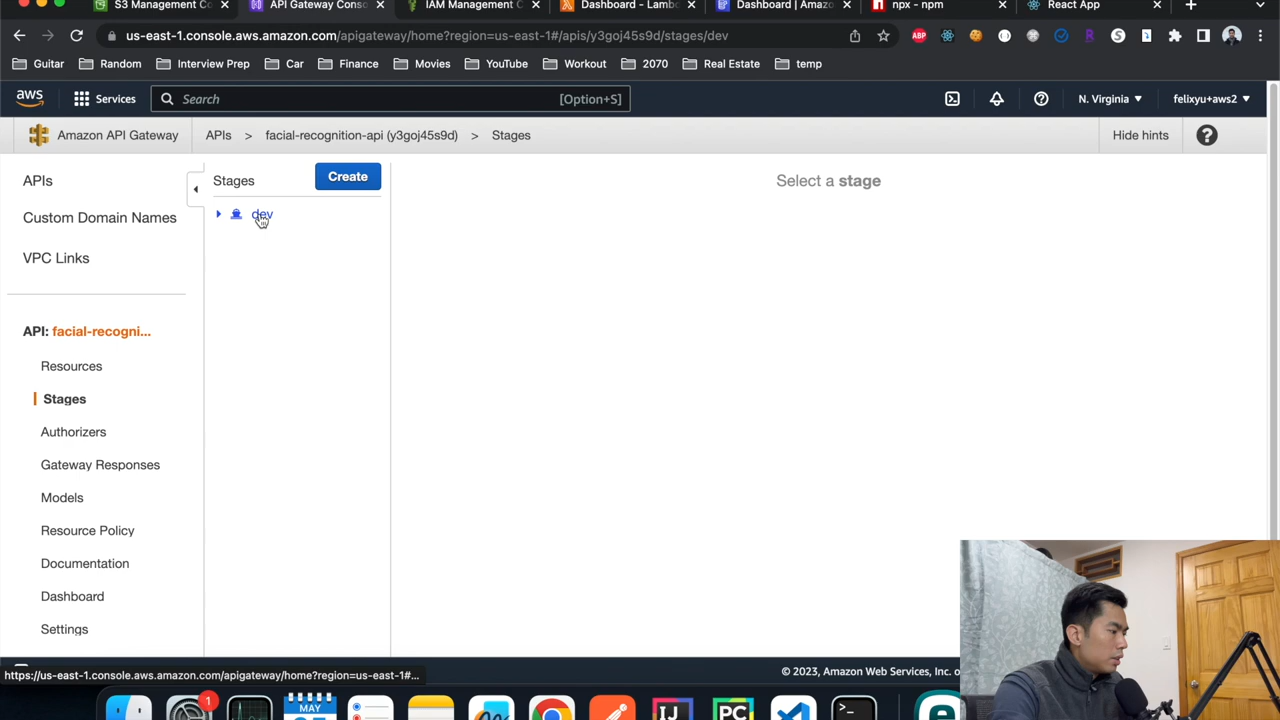 S3 Management Co
API Gateway Cons
IAM Management C
Dashboard - Lamb
Dashboard | Amazo
npx - npm
React App
us-east-1.console.aws.amazon.com/apigateway/home?region=us-east-1#/apis/y3goj45s9d/stages/dev
ABP
Guitar
Random
Interview Prep
Car
Finance
Movies
YouTube
Workout
2070
Real Estate
temp
aws
Services
Search
[Option+S]
N. Virginia
felixyu+aws2
Amazon API Gateway
APIs > facial-recognition-api (y3goj45s9d) > Stages
Hide hints
?
APIs
Custom Domain Names
VPC Links
API: facial-recogni...
Resources
Stages
Authorizers
Gateway Responses
Models
Resource Policy
Documentation
Dashboard
Settings
Stages
Create
dev
Select a stage
https://us-east-1.console.aws.amazon.com/apigateway/home?region=us-east-1#...
© 2023, Amazon Web Services, Inc. o
1
MAY
IJ
PC